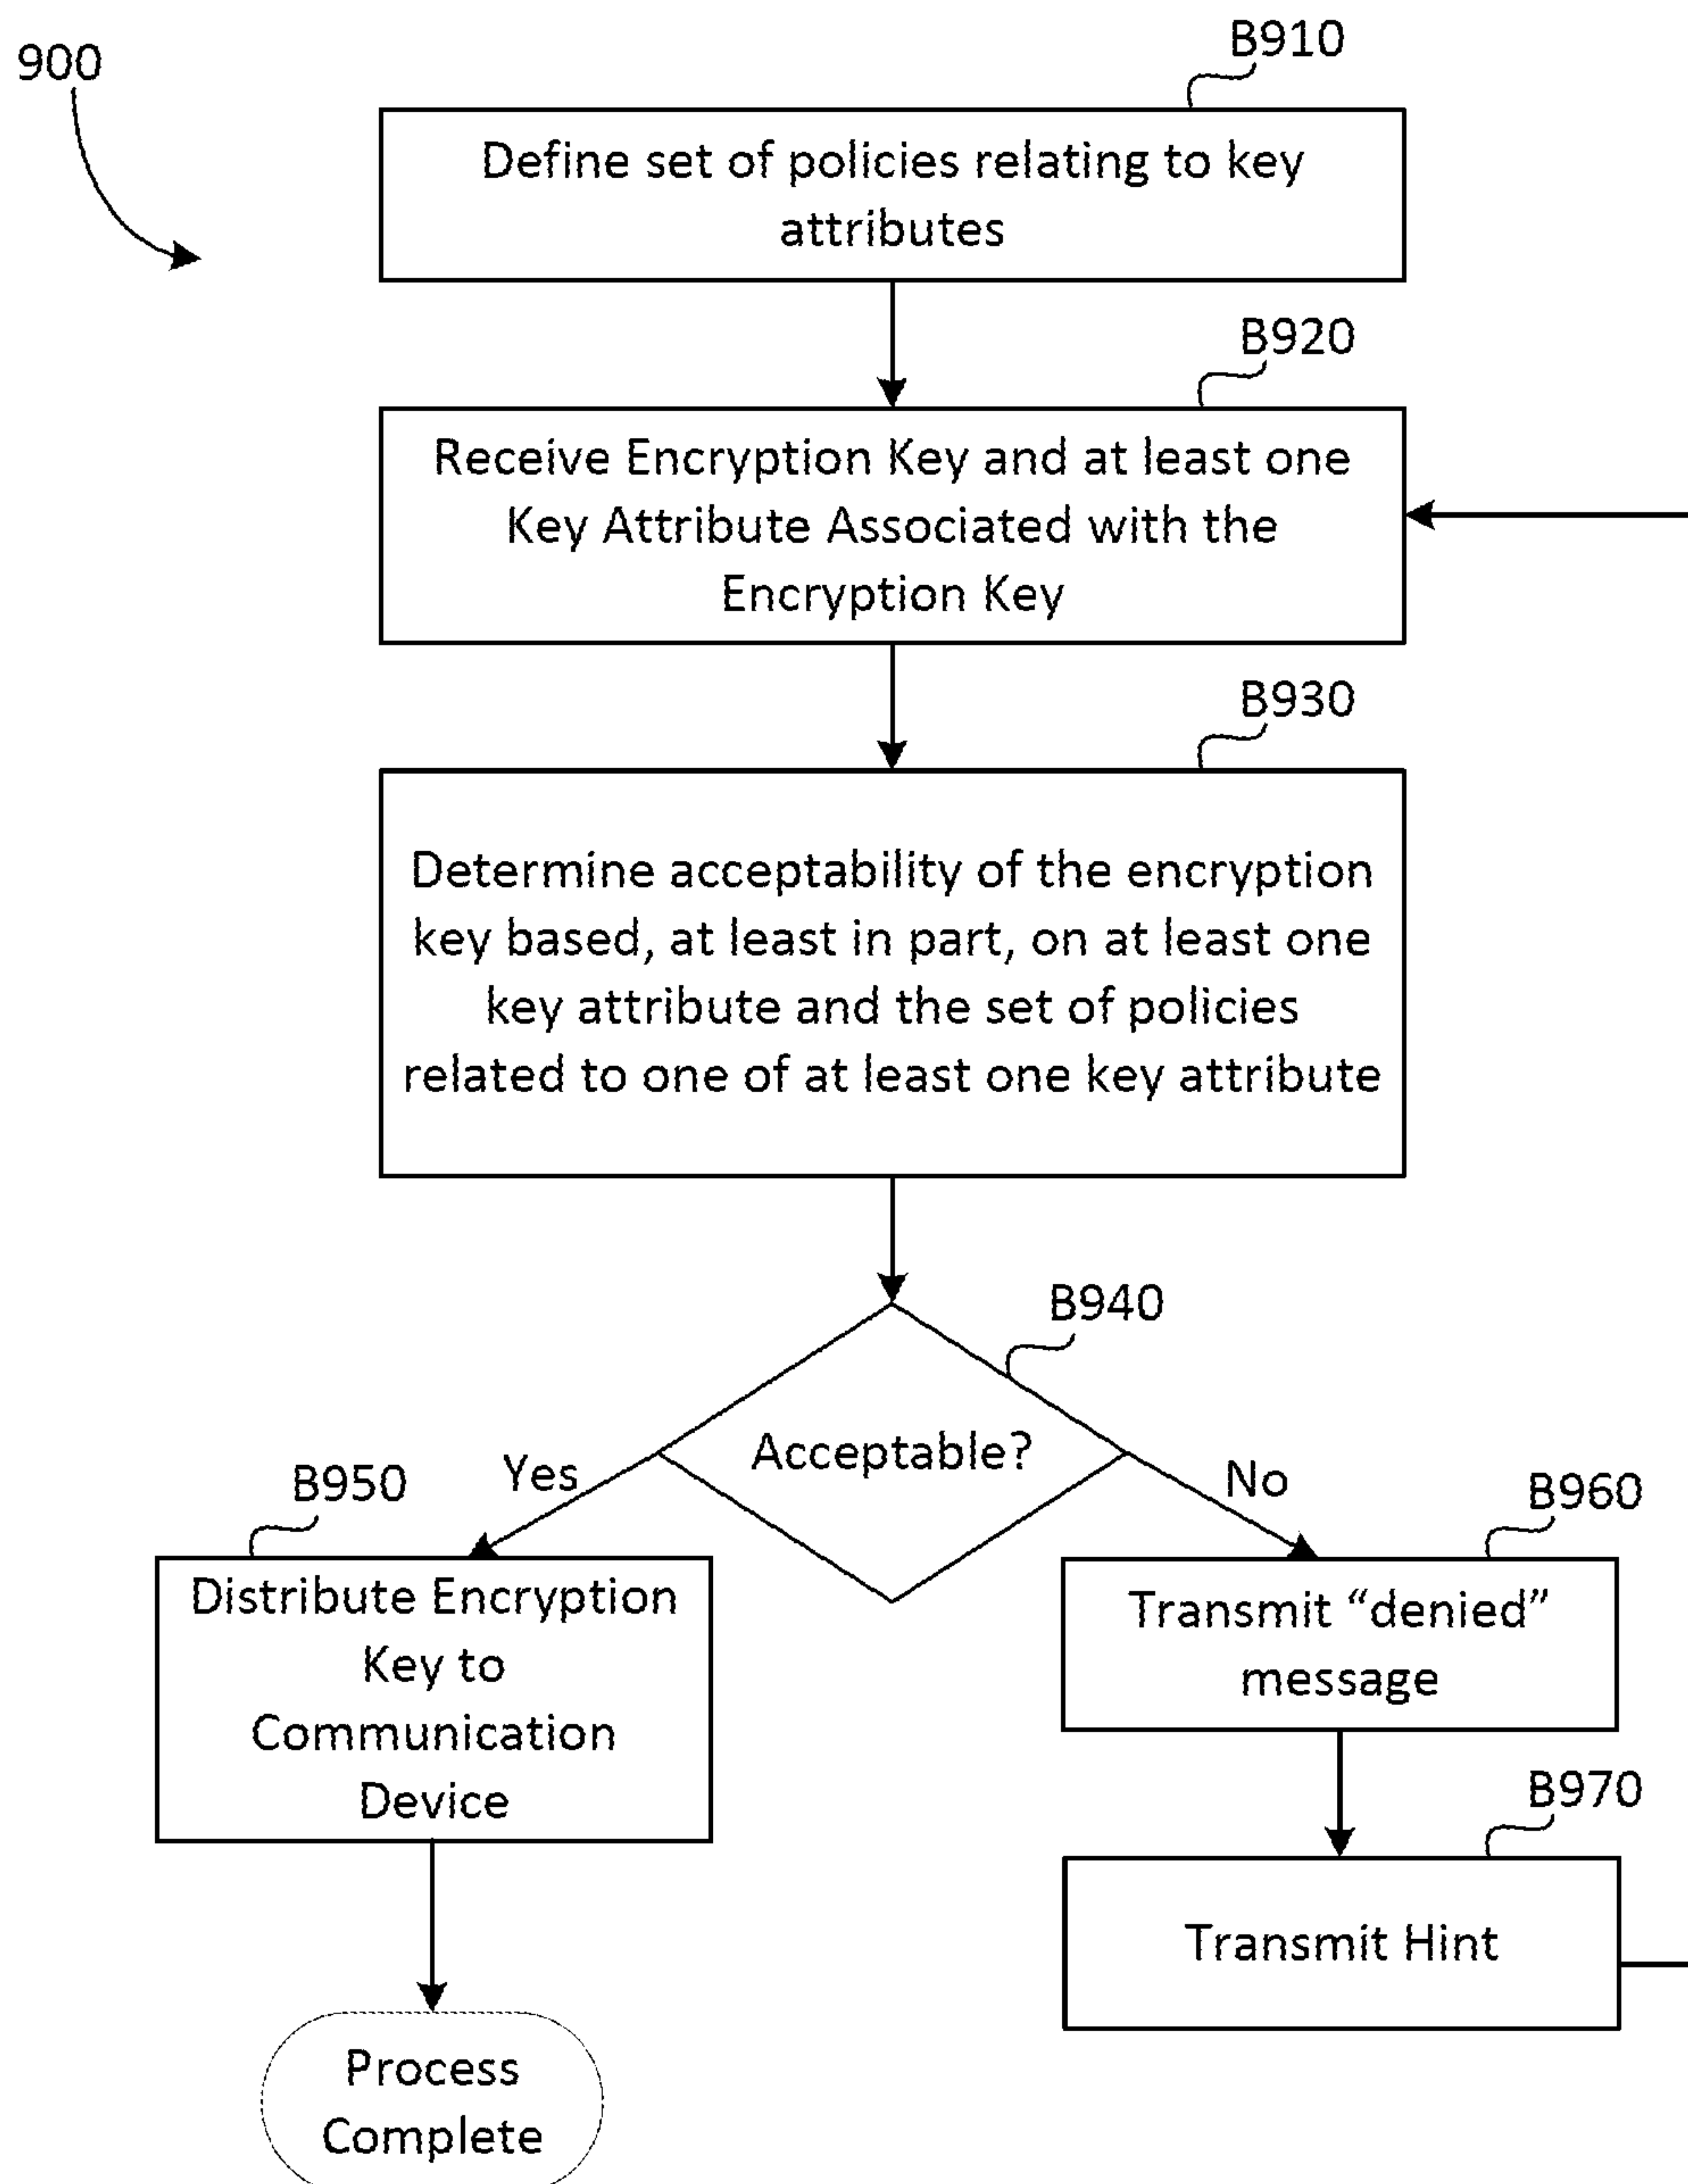 900
B910
Define set of policies relating to key
attributes
B920
Receive Encryption Key and at least one
Key Attribute Associated with the
Encryption Key
B930
Determine acceptability of the encryption
key based, at least in part, on at least one
key attribute and the set of policies
related to one of at least one key attribute
B940
Acceptable?
Yes
No
B950
Distribute Encryption
Key to
Communication
Device
B960
Transmit “denied”
message
B970
Transmit Hint
Process
Complete